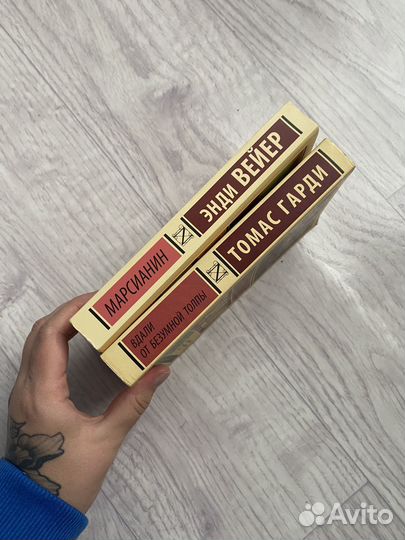 МАРСИАНИН
ЭНДИ ВЕЙЕР
ВДАЛИ
ОТ БЕЗУМНОЙ ТОЛПЫ
ТОМАС ГАРДИ
Avito